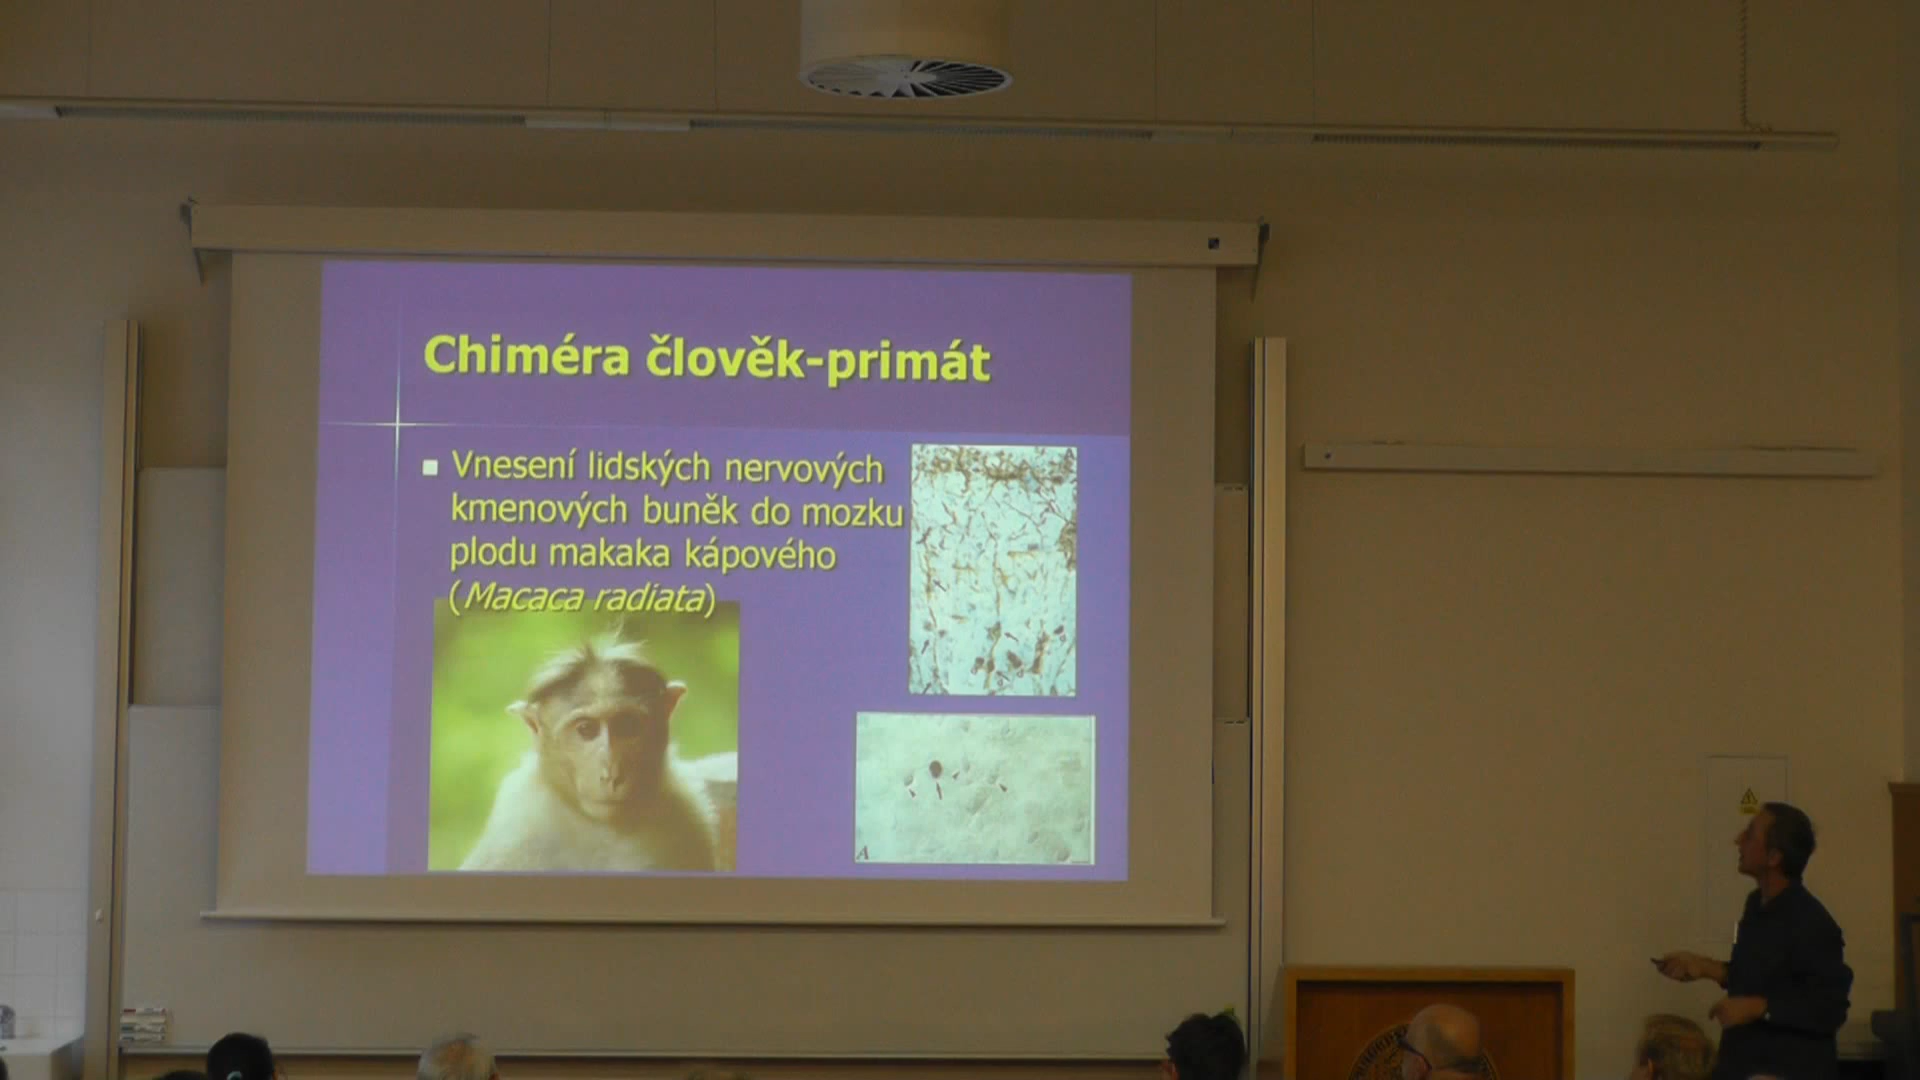 Chiméra člověk-primát
Vnesení lidských nervových
kmenových buněk do mozku
plodu makaka kápového
(Macaca radiata)
A
A